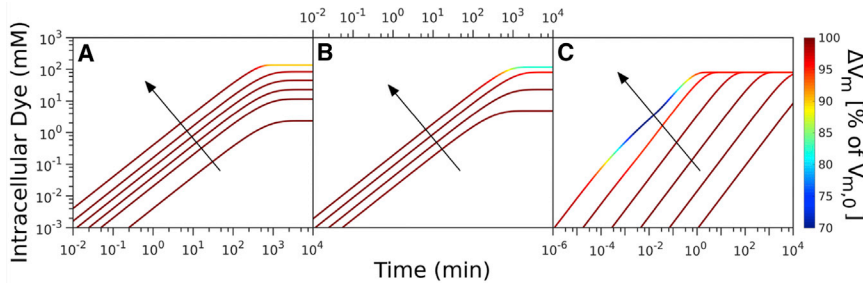 10^-2 10^-1 10^0 10^1 10^2 10^3 10^4
Intracellular Dye (mM)
10^3
10^2
10^1
10^0
10^-1
10^-2
10^-3
A
B
C
100
95
90
85
80
75
70
ΔV_m [% of V_m,0]
10^-2 10^-1 10^0 10^1 10^2 10^3 10^4
10^-6 10^-4 10^-2 10^0 10^2 10^4
Time (min)